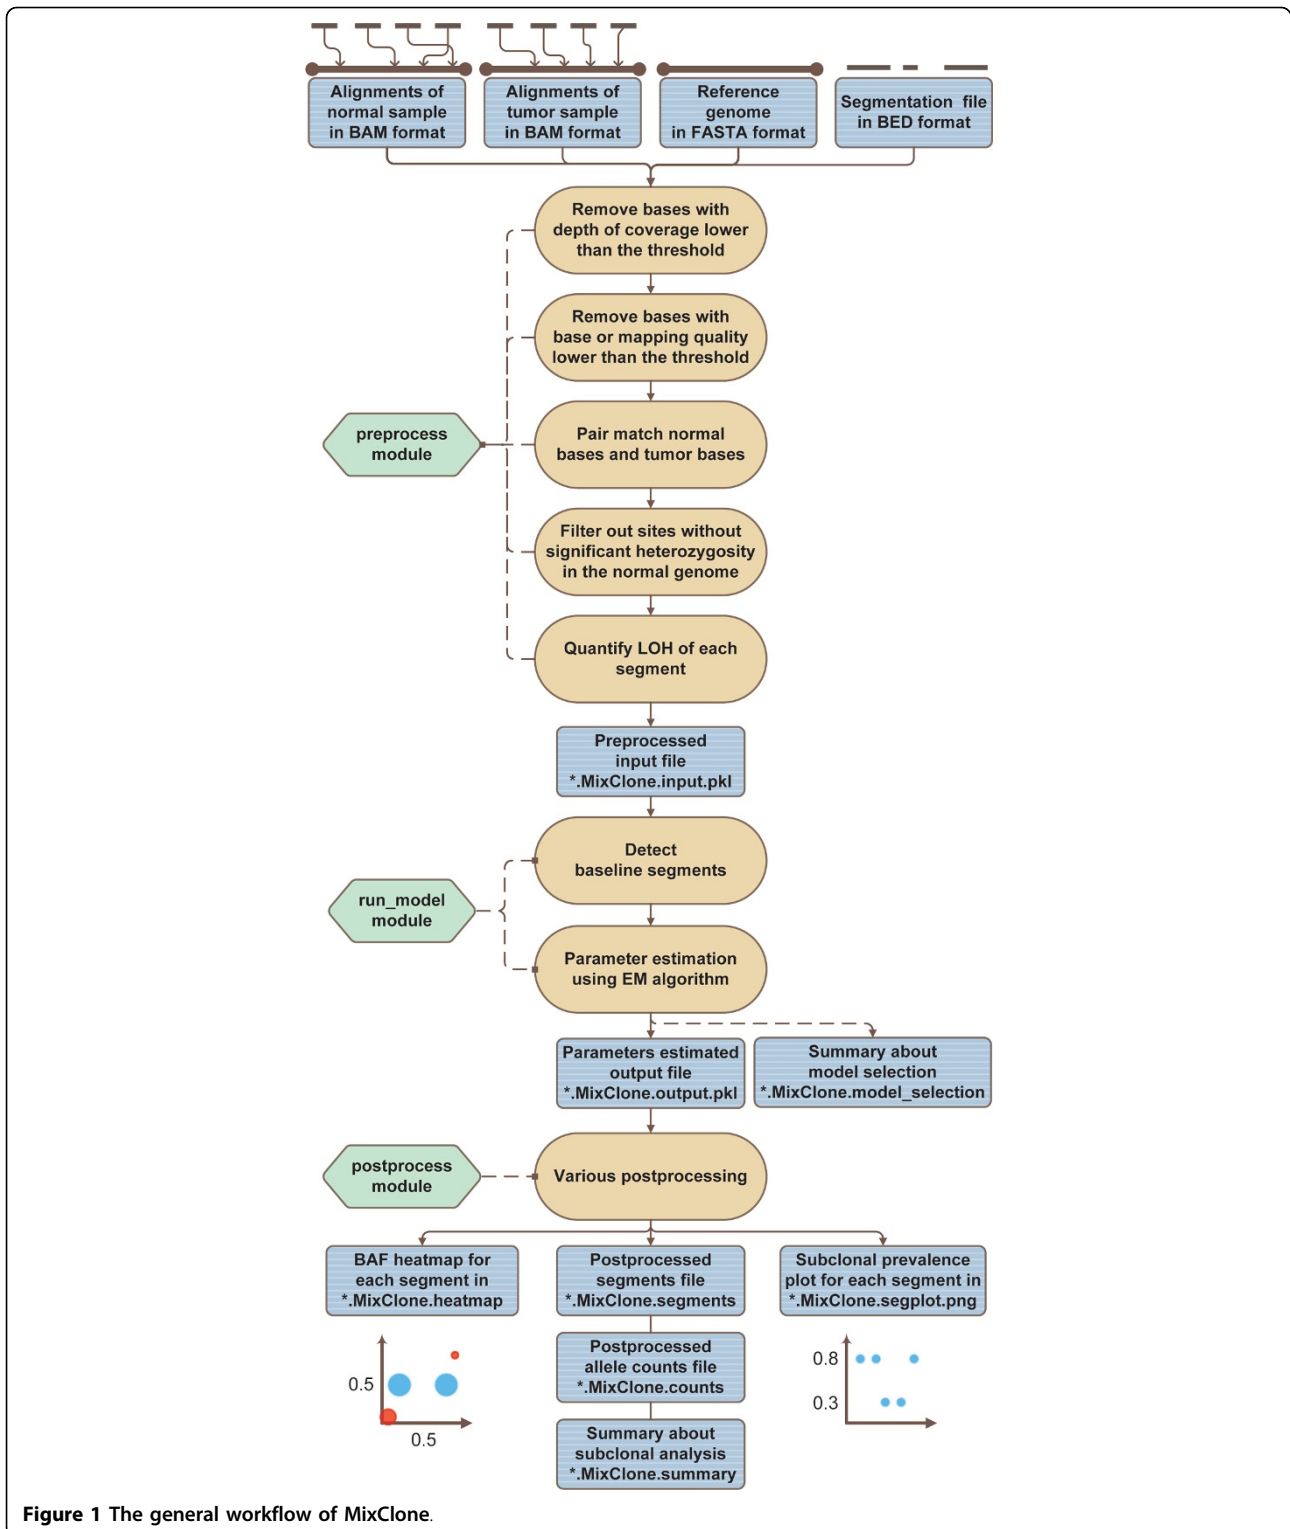 Alignments of
normal sample
in BAM format
Alignments of
tumor sample
in BAM format
Reference
genome
in FASTA format
Segmentation file
in BED format
Remove bases with
depth of coverage lower
than the threshold
Remove bases with
base or mapping quality
lower than the threshold
preprocess
module
Pair match normal
bases and tumor bases
Filter out sites without
significant heterozygosity
in the normal genome
Quantify LOH of each
segment
Preprocessed
input file
*.MixClone.input.pkl
Detect
baseline segments
run_model
module
Parameter estimation
using EM algorithm
Parameters estimated
output file
*.MixClone.output.pkl
Summary about
model selection
*.MixClone.model_selection
postprocess
module
Various postprocessing
BAF heatmap for
each segment in
*.MixClone.heatmap
Postprocessed
segments file
*.MixClone.segments
Subclonal prevalence
plot for each segment in
*.MixClone.segplot.png
0.5
0.5
Postprocessed
allele counts file
*.MixClone.counts
0.8
0.3
Summary about
subclonal analysis
*.MixClone.summary
Figure 1 The general workflow of MixClone.